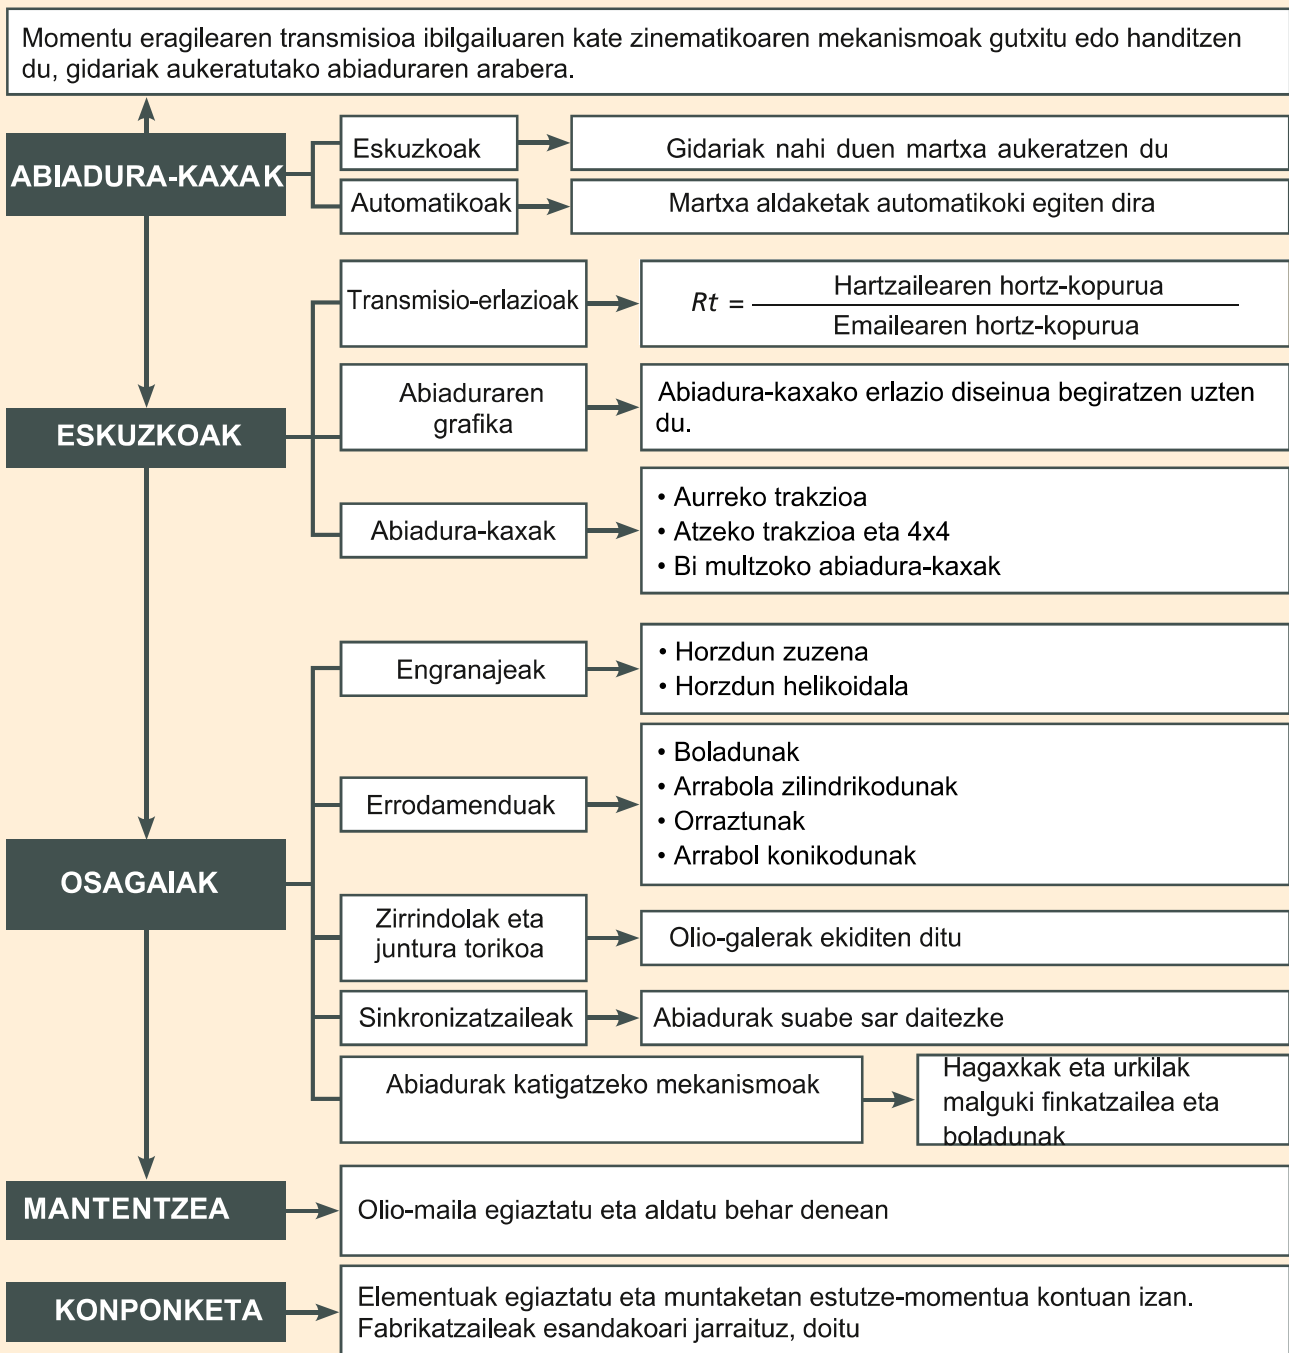 Momentu eragilearen transmisioa ibilgailuaren kate zinematikoaren mekanismoak gutxitu edo handitzen
du, gidariak aukeratutako abiaduraren arabera.
ABIADURA-KAXAK
Eskuzkoak
Gidariak nahi duen martxa aukeratzen du
Automatikoak
Martxa aldaketak automatikoki egiten dira
ESKUZKOAK
Transmisio-erlazioak
Rt =
Hartzailearen hortz-kopurua
Emailearen hortz-kopurua
Abiaduraren
grafika
Abiadura-kaxako erlazio diseinua begiratzen uzten
du.
Abiadura-kaxak
• Aurreko trakzioa
• Atzeko trakzioa eta 4x4
• Bi multzoko abiadura-kaxak
OSAGAIAK
Engranajeak
• Horzdun zuzena
• Horzdun helikoidala
Errodamenduak
• Boladunak
• Arrabola zilindrikodunak
• Orraztunak
• Arrabol konikodunak
Zirrindolak eta
juntura torikoa
Olio-galerak ekiditen ditu
Sinkronizatzaileak
Abiadurak suabe sar daitezke
Abiadurak katigatzeko mekanismoak
Hagaxkak eta urkilak
malguki finkatzailea eta
boladunak
MANTENTZEA
Olio-maila egiaztatu eta aldatu behar denean
KONPONKETA
Elementuak egiaztatu eta muntaketan estutze-momentua kontuan izan.
Fabrikatzaileak esandakoari jarraituz, doitu